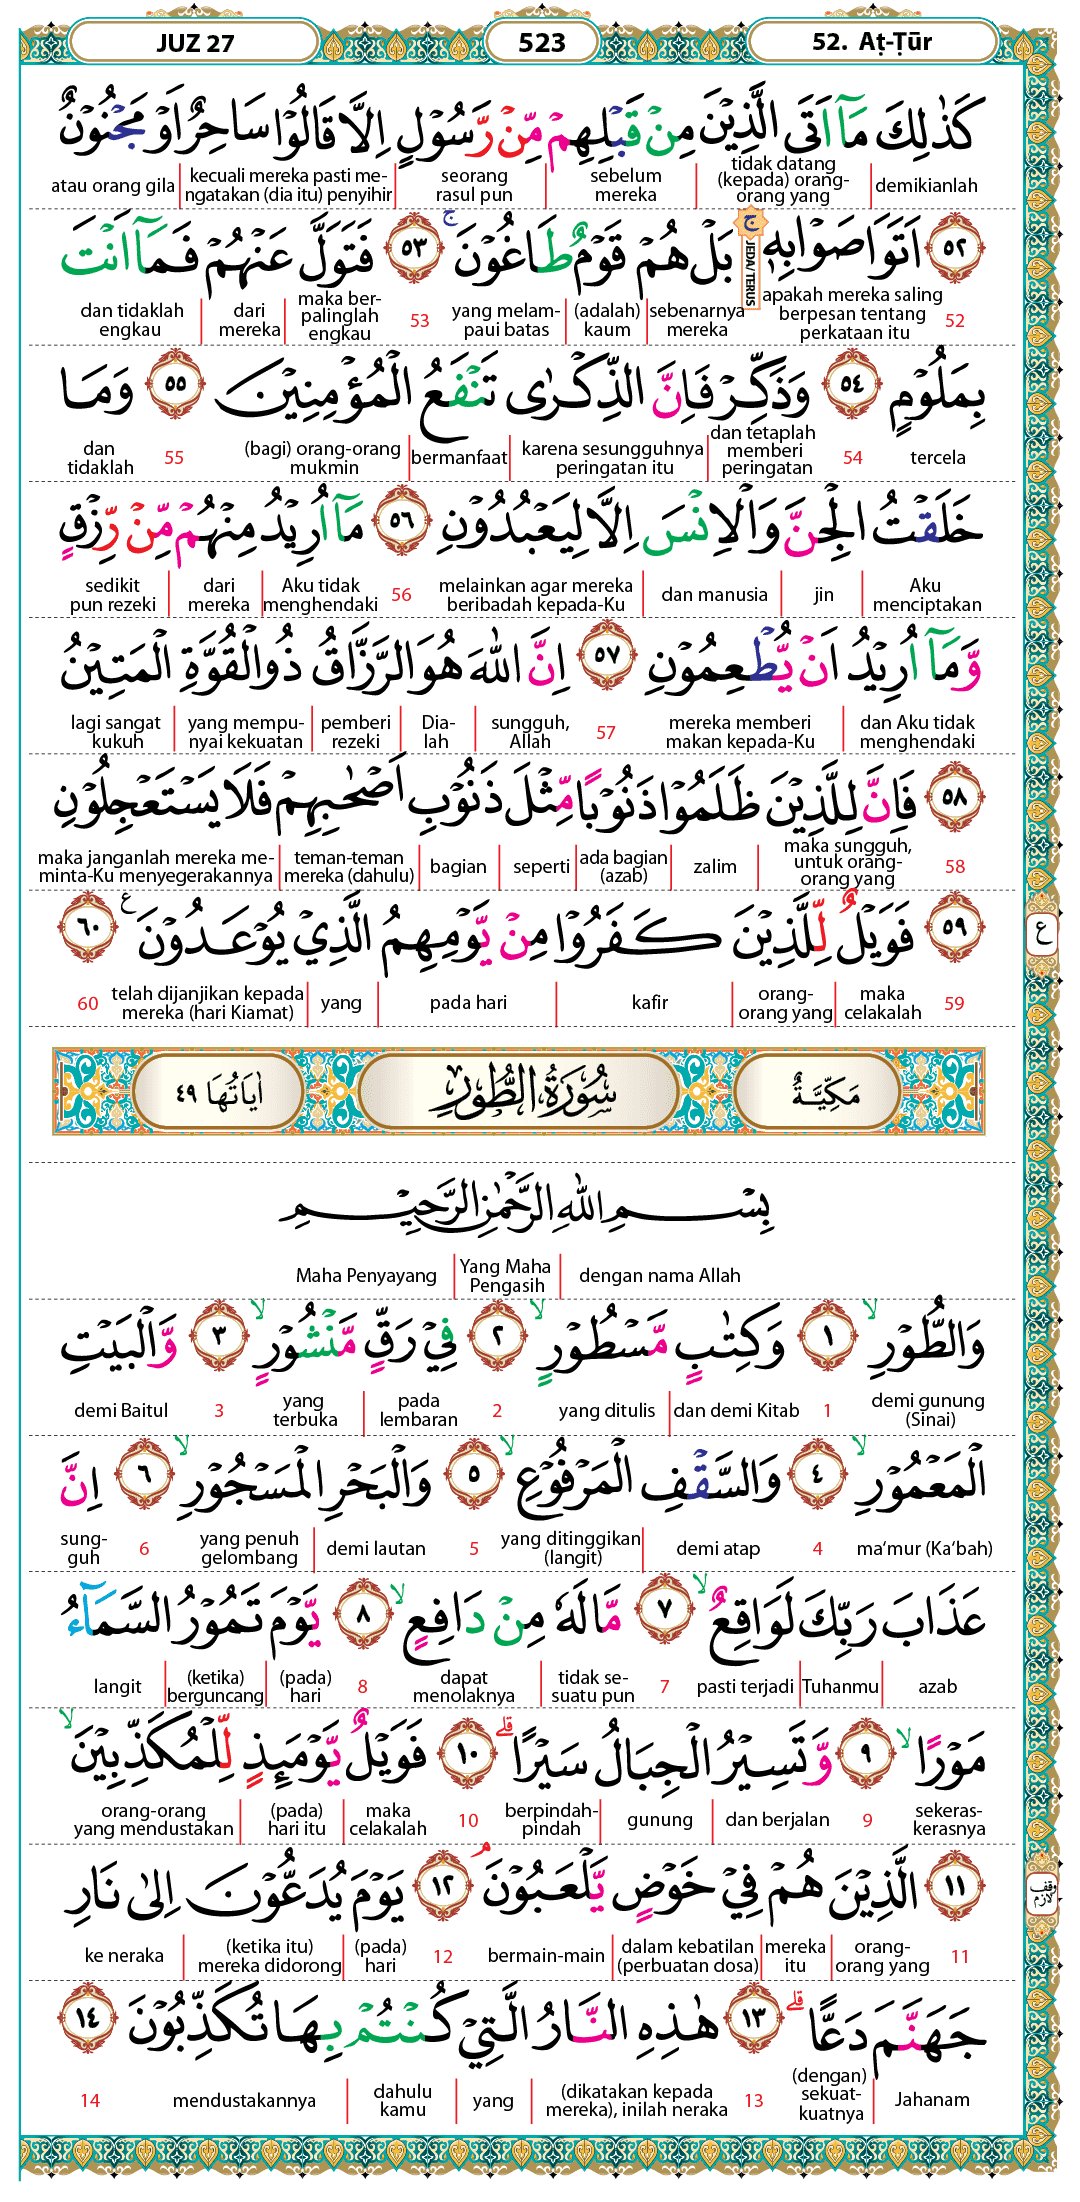 JUZ 27
523
52. Aṭ-Ṭūr
كَذٰلِكَ مَآ اَتَى الَّذِيْنَ مِنْ قَبْلِهِمْ مِّنْ رَّسُوْلٍ اِلَّا قَالُوْا سَاحِرٌ اَوْ مَجْنُوْنٌ
demikianlah
tidak datang (kepada) orang-orang yang
sebelum mereka
seorang rasul pun
kecuali mereka pasti mengatakan (dia itu) penyihir
atau orang gila
٥٢ اَتَوَاصَوْا بِهٖ ۚ بَلْ هُمْ قَوْمٌ طَاغُوْنَ ۚ ٥٣ فَتَوَلَّ عَنْهُمْ فَمَآ اَنْتَ
JEDA/TERUS
52
apakah mereka saling berpesan tentang perkataan itu
sebenarnya mereka
(adalah) kaum
yang melampaui batas
53
maka berpalinglah engkau
dari mereka
dan tidaklah engkau
بِمَلُوْمٍ ٥٤ وَذَكِّرْ فَاِنَّ الذِّكْرٰى تَنْفَعُ الْمُؤْمِنِيْنَ ٥٥ وَمَا
tercela
54
dan tetaplah memberi peringatan
karena sesungguhnya peringatan itu
bermanfaat
(bagi) orang-orang mukmin
55
dan tidaklah
خَلَقْتُ الْجِنَّ وَالْاِنْسَ اِلَّا لِيَعْبُدُوْنِ ٥٦ مَآ اُرِيْدُ مِنْهُمْ مِّنْ رِّزْقٍ
Aku menciptakan
jin
dan manusia
melainkan agar mereka beribadah kepada-Ku
56
Aku tidak menghendaki
dari mereka
sedikit pun rezeki
وَّمَآ اُرِيْدُ اَنْ يُّطْعِمُوْنِ ٥٧ اِنَّ اللّٰهَ هُوَ الرَّزَّاقُ ذُو الْقُوَّةِ الْمَتِيْنُ
dan Aku tidak menghendaki
mereka memberi makan kepada-Ku
57
sungguh, Allah
Dia-lah
pemberi rezeki
yang mempunyai kekuatan
lagi sangat kukuh
٥٨ فَاِنَّ لِلَّذِيْنَ ظَلَمُوْا ذَنُوْبًا مِّثْلَ ذَنُوْبِ اَصْحٰبِهِمْ فَلَا يَسْتَعْجِلُوْنِ
58
maka sungguh, untuk orang-orang yang
zalim
ada bagian (azab)
seperti
bagian
teman-teman mereka (dahulu)
maka janganlah mereka meminta-Ku menyegerakannya
٥٩ فَوَيْلٌ لِّلَّذِيْنَ كَفَرُوْا مِنْ يَّوْمِهِمُ الَّذِيْ يُوْعَدُوْنَ ࣖ ٦٠
ع
59
maka celakalah
orang-orang yang
kafir
pada hari
yang
telah dijanjikan kepada mereka (hari Kiamat)
60
مَكِّيَّةٌ
سُوْرَةُ الطُّوْرِ
اٰيَاتُهَا ٤٩
بِسْمِ اللّٰهِ الرَّحْمٰنِ الرَّحِيْمِ
dengan nama Allah
Yang Maha Pengasih
Maha Penyayang
وَالطُّوْرِ ۙ ١ وَكِتٰبٍ مَّسْطُوْرٍ ۙ ٢ فِيْ رَقٍّ مَّنْشُوْرٍ ۙ ٣ وَّالْبَيْتِ
demi gunung (Sinai)
1
dan demi Kitab
yang ditulis
2
pada lembaran
yang terbuka
3
demi Baitul
الْمَعْمُوْرِ ۙ ٤ وَالسَّقْفِ الْمَرْفُوْعِ ۙ ٥ وَالْبَحْرِ الْمَسْجُوْرِ ۙ ٦ اِنَّ
ma‘mur (Ka‘bah)
4
demi atap
yang ditinggikan (langit)
5
demi lautan
yang penuh gelombang
6
sungguh
عَذَابَ رَبِّكَ لَوَاقِعٌ ۙ ٧ مَّا لَهٗ مِنْ دَافِعٍ ۙ ٨ يَّوْمَ تَمُوْرُ السَّمَاۤءُ
azab
Tuhanmu
pasti terjadi
7
tidak sesuatu pun
dapat menolaknya
8
(pada) hari
(ketika) berguncang
langit
مَوْرًا ۙ ٩ وَّتَسِيْرُ الْجِبَالُ سَيْرًا ۗ ١٠ فَوَيْلٌ يَّوْمَىِٕذٍ لِّلْمُكَذِّبِيْنَ ۙ
sekeras-kerasnya
9
dan berjalan
gunung
berpindah-pindah
10
maka celakalah
(pada) hari itu
orang-orang yang mendustakan
١١ الَّذِيْنَ هُمْ فِيْ خَوْضٍ يَّلْعَبُوْنَ ۘ ١٢ يَوْمَ يُدَعُّوْنَ اِلٰى نَارِ
وقف لازم
11
orang-orang yang
mereka itu
dalam kebatilan (perbuatan dosa)
bermain-main
12
(pada) hari
(ketika itu) mereka didorong
ke neraka
جَهَنَّمَ دَعًّا ۗ ١٣ هٰذِهِ النَّارُ الَّتِيْ كُنْتُمْ بِهَا تُكَذِّبُوْنَ ١٤
Jahanam
(dengan) sekuat-kuatnya
13
(dikatakan kepada mereka), inilah neraka
yang
dahulu kamu
mendustakannya
14